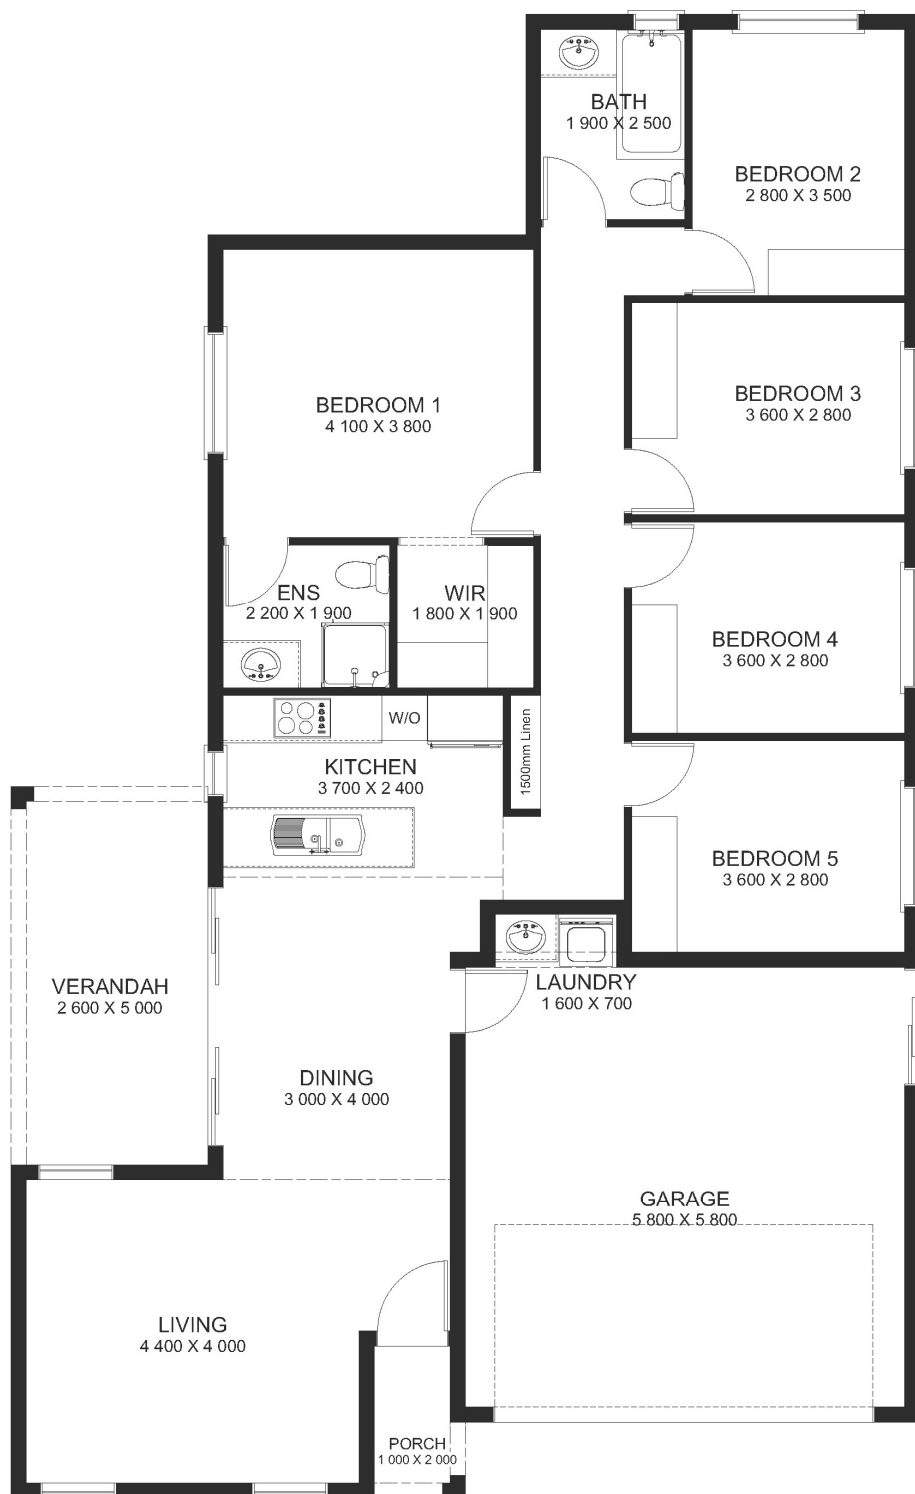 BATH
1 900 X 2 500
BEDROOM 2
2 800 X 3 500
BEDROOM 1
4 100 X 3 800
BEDROOM 3
3 600 X 2 800
ENS
2 200 X 1 900
WIR
1 800 X 1 900
BEDROOM 4
3 600 X 2 800
W/O
1500mm Linen
KITCHEN
3 700 X 2 400
BEDROOM 5
3 600 X 2 800
VERANDAH
2 600 X 5 000
LAUNDRY
1 600 X 700
DINING
3 000 X 4 000
GARAGE
5 800 X 5 800
LIVING
4 400 X 4 000
PORCH
1 000 X 2 000